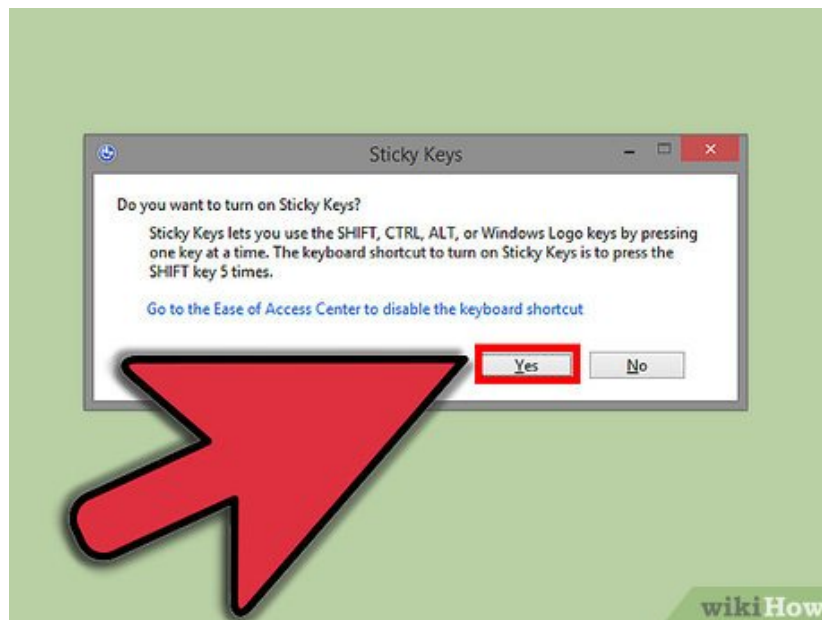 Sticky Keys
Do you want to turn on Sticky Keys?
Sticky Keys lets you use the SHIFT, CTRL, ALT, or Windows Logo keys by pressing
one key at a time. The keyboard shortcut to turn on Sticky Keys is to press the
SHIFT key 5 times.
Go to the Ease of Access Center to disable the keyboard shortcut
Yes No
wikiHow